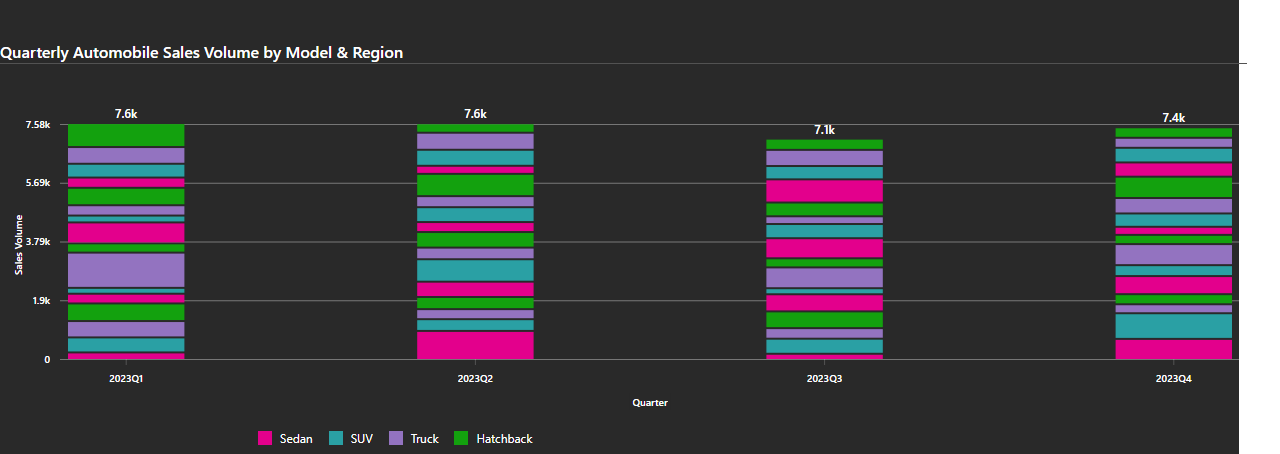 Quarterly Automobile Sales Volume by Model & Region
7.6k
7.6k
7.1k
7.4k
7.58k
5.69k
3.79k
1.9k
0
Sales Volume
2023Q1
2023Q2
2023Q3
2023Q4
Quarter
Sedan
SUV
Truck
Hatchback